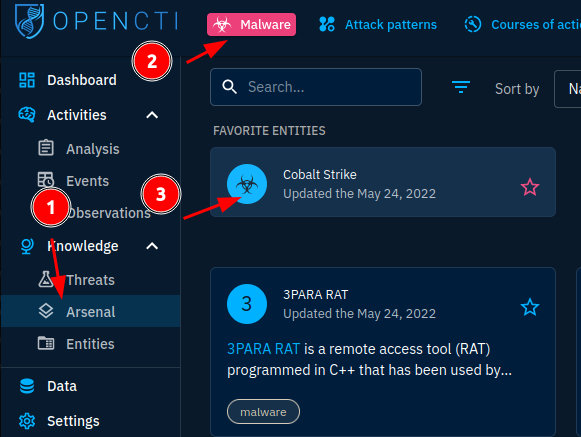 OPENCTI
Malware
Attack patterns
Courses of actio
2
Dashboard
Search...
Sort by
Na
Activities
FAVORITE ENTITIES
Analysis
Cobalt Strike
Updated the May 24, 2022
Events
1
3
Observations
Knowledge
Threats
3
3PARA RAT
Updated the May 24, 2022
Arsenal
Entities
3PARA RAT is a remote access tool (RAT)
programmed in C++ that has been used by...
Data
malware
Settings